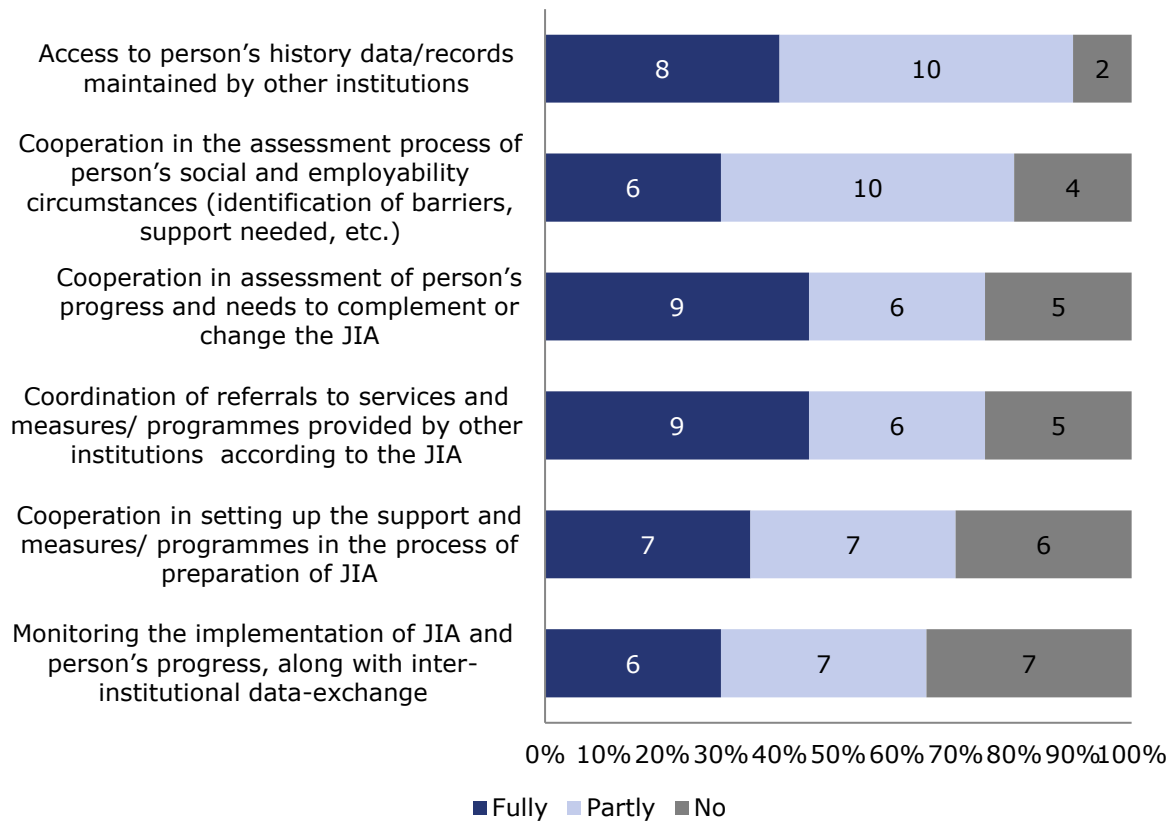 Access to person’s history data/records
maintained by other institutions
8 10 2
Cooperation in the assessment process of
person’s social and employability
circumstances (identification of barriers,
support needed, etc.)
6 10 4
Cooperation in assessment of person’s
progress and needs to complement or
change the JIA
9 6 5
Coordination of referrals to services and
measures/ programmes provided by other
institutions according to the JIA
9 6 5
Cooperation in setting up the support and
measures/ programmes in the process of
preparation of JIA
7 7 6
Monitoring the implementation of JIA and
person’s progress, along with inter-
institutional data-exchange
6 7 7
0% 10% 20% 30% 40% 50% 60% 70% 80% 90% 100%
Fully Partly No